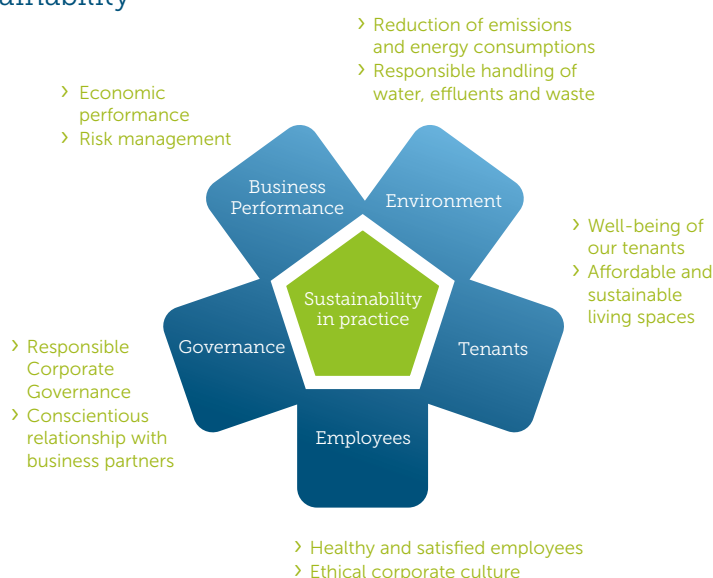 > Reduction of emissions
and energy consumptions
> Responsible handling of
water, effluents and waste
> Economic
performance
> Risk management
Business
Performance
Environment
> Well-being of
our tenants
> Affordable and
sustainable
living spaces
Sustainability
in practice
Governance
Tenants
> Responsible
Corporate
Governance
> Conscientious
relationship with
business partners
Employees
> Healthy and satisfied employees
> Ethical corporate culture